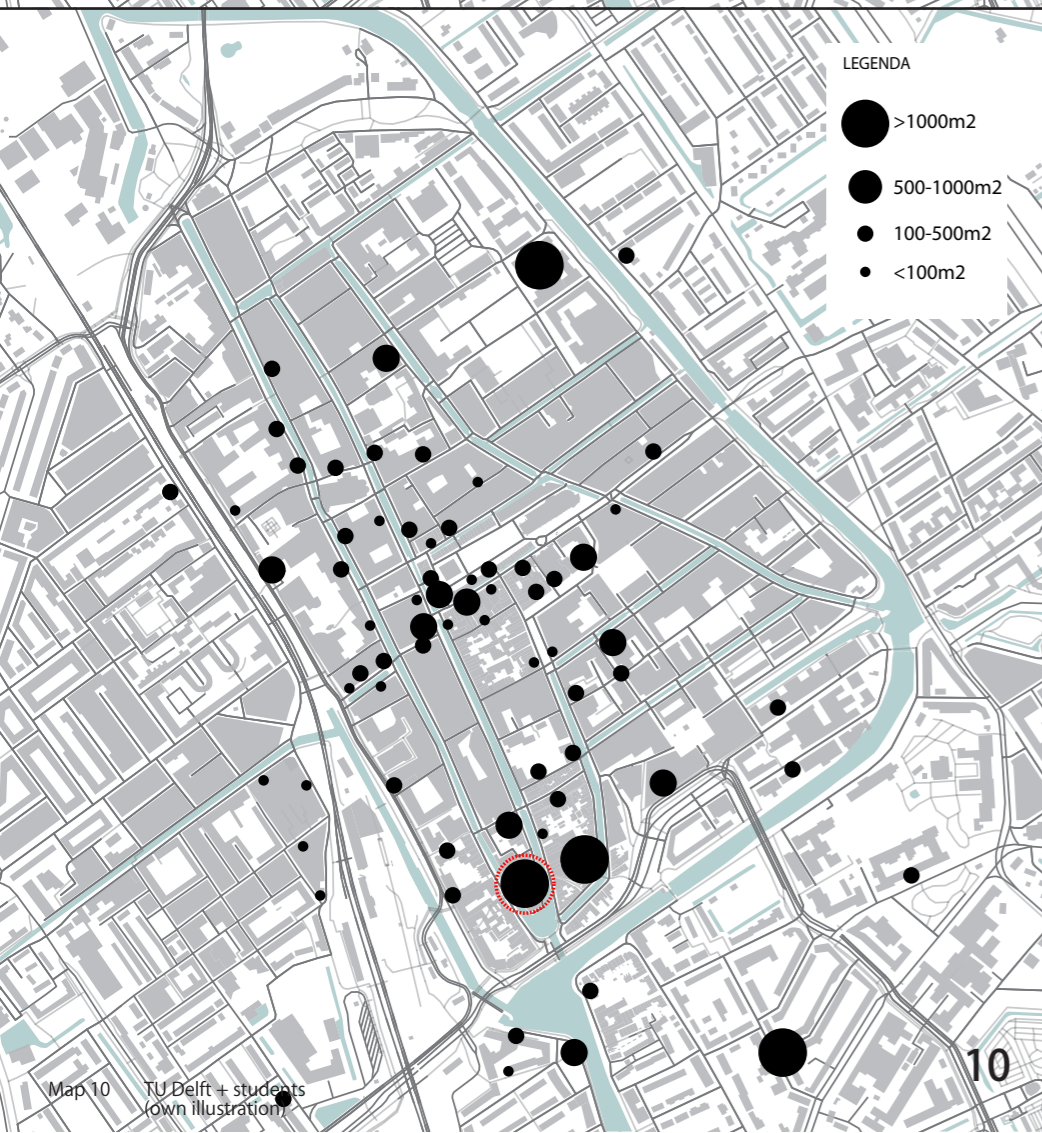 LEGENDA
>1000m2
500-1000m2
100-500m2
<100m2
10
Map 10 TU Delft + students
(own illustration)